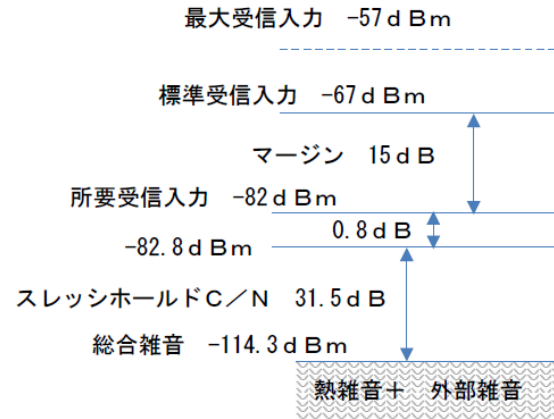 最大受信入力　-57dBm
標準受信入力　-67dBm
マージン　15dB
所要受信入力　-82dBm
0.8dB
-82.8dBm
スレッシホールドC／N　31.5dB
総合雑音　-114.3dBm
熱雑音＋　外部雑音